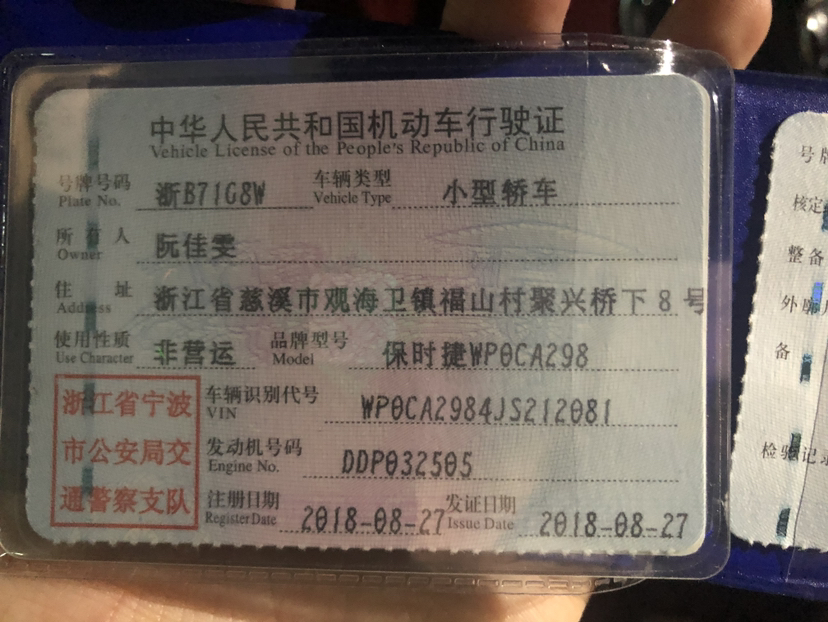 中华人民共和国机动车行驶证
Vehicle License of the People's Republic of China
号牌号码 浙B71G8W 车辆类型 小型轿车
Plate No. Vehicle Type
所有人 阮佳雯
Owner
住址 浙江省慈溪市观海卫镇福山村聚兴桥下8号
Address
使用性质 非营运 品牌型号 保时捷WP0CA298
Use Character Model
浙江省宁波
市公安局交
通警察支队
车辆识别代号 WP0CA2984JS212081
VIN
发动机号码 DDP032505
Engine No.
注册日期 2018-08-27 发证日期 2018-08-27
Register Date Issue Date
号牌
核定
整备
外廓
备
检验记录